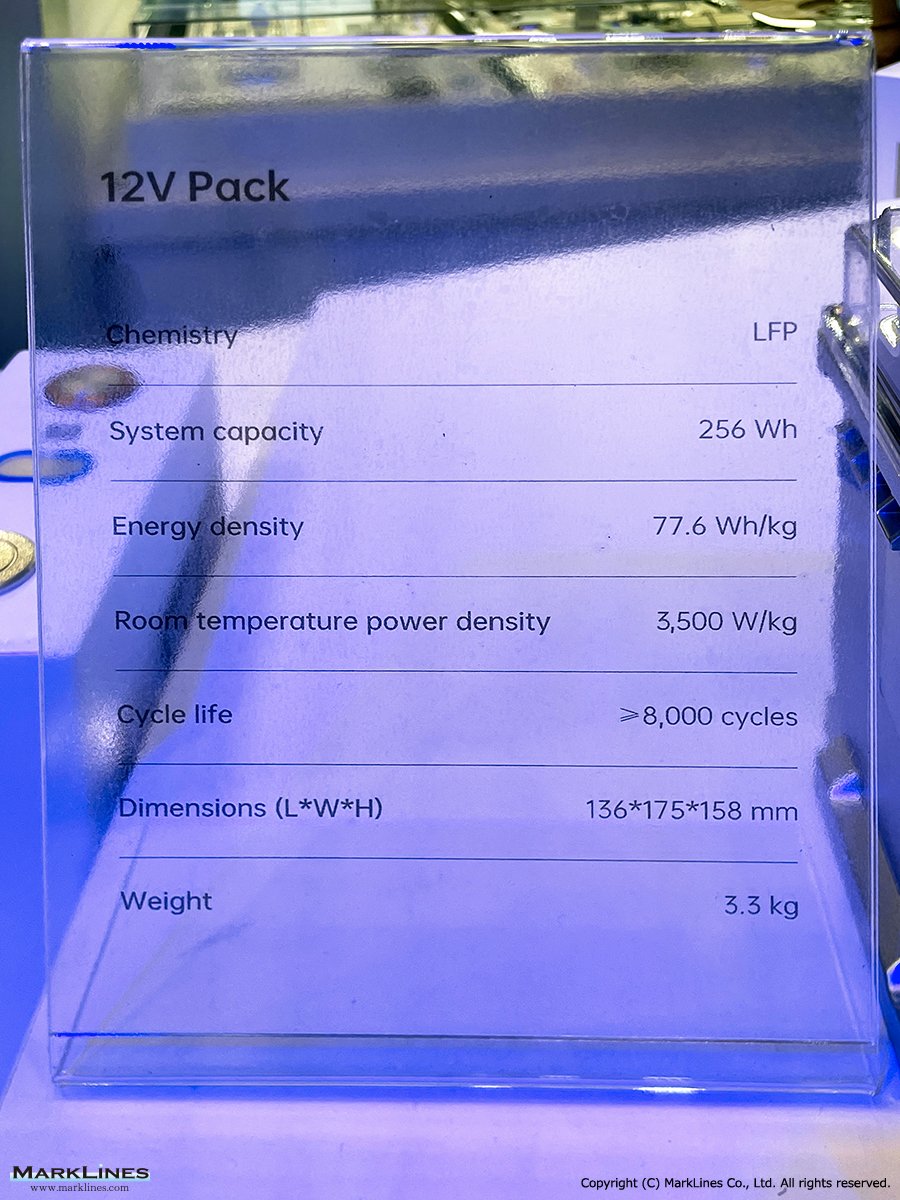 12V Pack
Chemistry LFP
System capacity 256 Wh
Energy density 77.6 Wh/kg
Room temperature power density 3,500 W/kg
Cycle life ⩾8,000 cycles
Dimensions (L*W*H) 136*175*158 mm
Weight 3.3 kg
MARKLINES
www.marklines.com
Copyright (C) MarkLines Co., Ltd. All rights reserved.